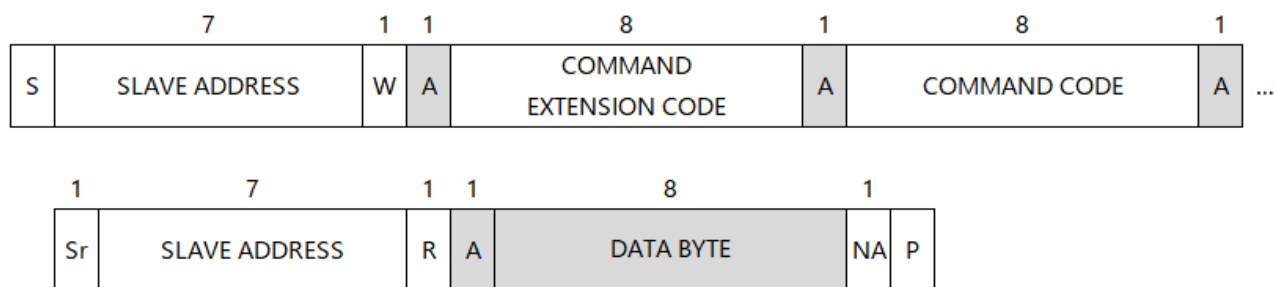 7 1 1 8 1 8 1
S SLAVE ADDRESS W A COMMAND EXTENSION CODE A COMMAND CODE A ...
1 7 1 1 8 1
Sr SLAVE ADDRESS R A DATA BYTE NA P